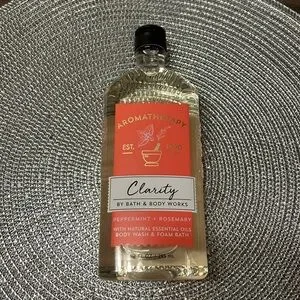 AROMATHERAPY
EST.
Clarity
BY BATH & BODY WORKS
PEPPERMINT + ROSEMARY
WITH NATURAL ESSENTIAL OILS
BODY WASH & FOAM BATH